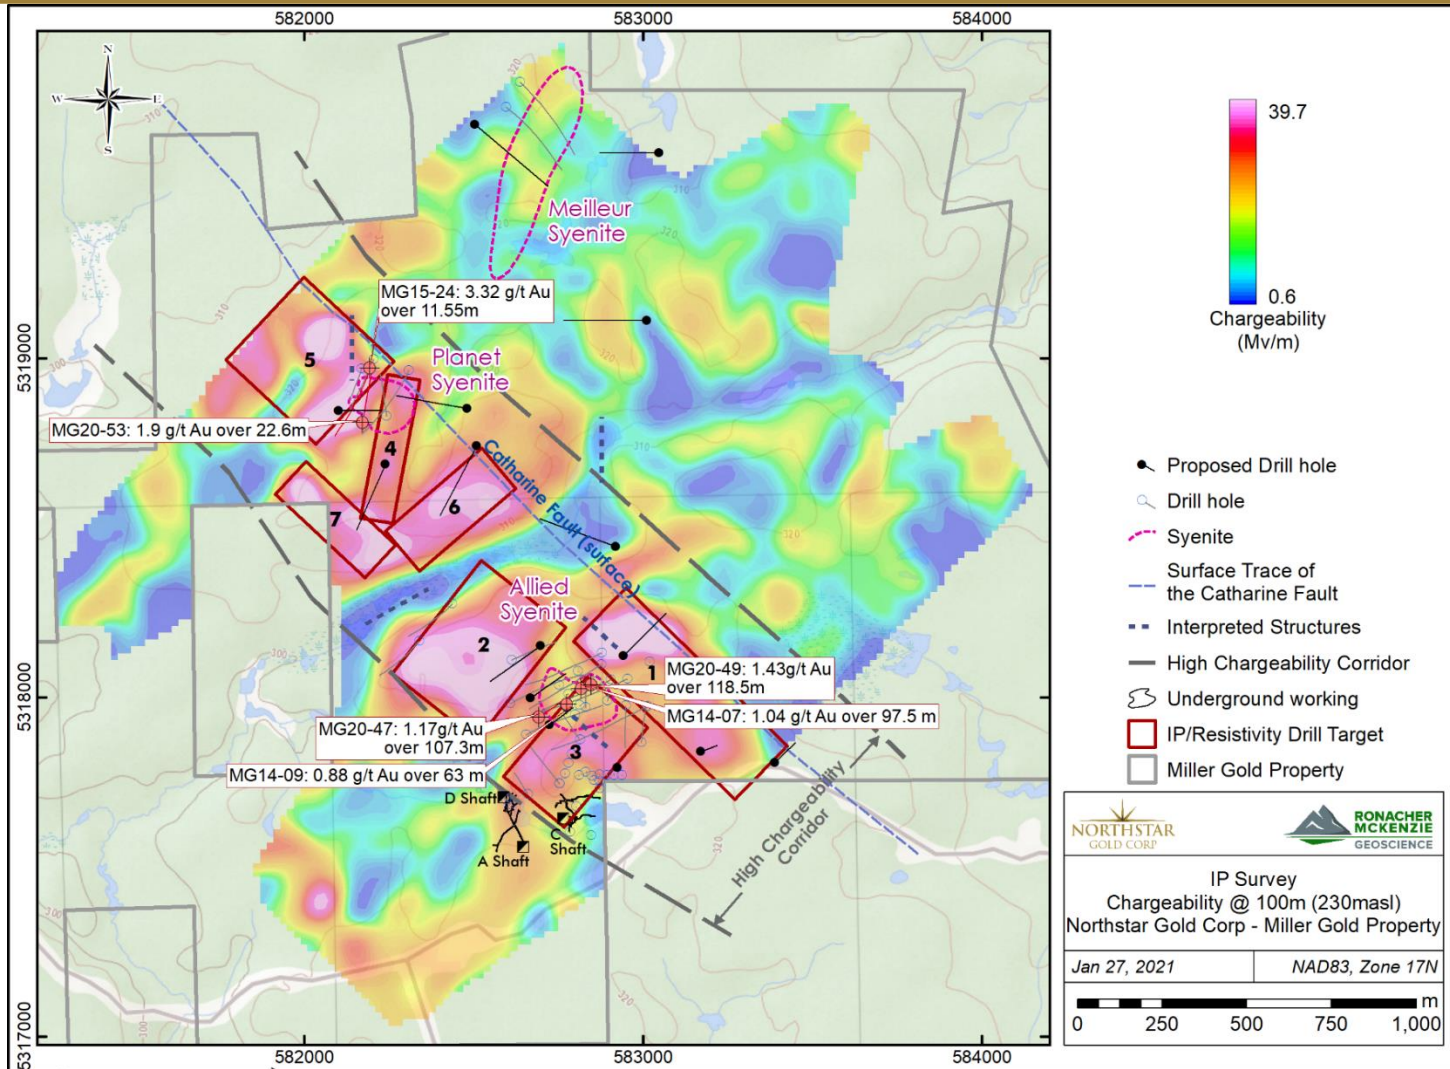 582000
583000
584000
N
W
E
S
320
310
Meilleur
Syenite
MG15-24: 3.32 g/t Au
over 11.55m
5319000
5
Planet
Syenite
MG20-53: 1.9 g/t Au over 22.6m
4
Catharine Fault (surface)
6
7
Allied
Syenite
2
1
MG20-49: 1.43g/t Au
over 118.5m
5318000
MG14-07: 1.04 g/t Au over 97.5 m
MG20-47: 1.17g/t Au
over 107.3m
3
MG14-09: 0.88 g/t Au over 63 m
D Shaft
C
Shaft
A Shaft
High Chargeability
Corridor
5317000
582000
583000
584000
39.7
0.6
Chargeability
(Mv/m)
Proposed Drill hole
Drill hole
Syenite
Surface Trace of
the Catharine Fault
Interpreted Structures
High Chargeability Corridor
Underground working
IP/Resistivity Drill Target
Miller Gold Property
NORTHSTAR
GOLD CORP
RONACHER
MCKENZIE
GEOSCIENCE
IP Survey
Chargeability @ 100m (230masl)
Northstar Gold Corp - Miller Gold Property
Jan 27, 2021
NAD83, Zone 17N
m
0 250 500 750 1,000